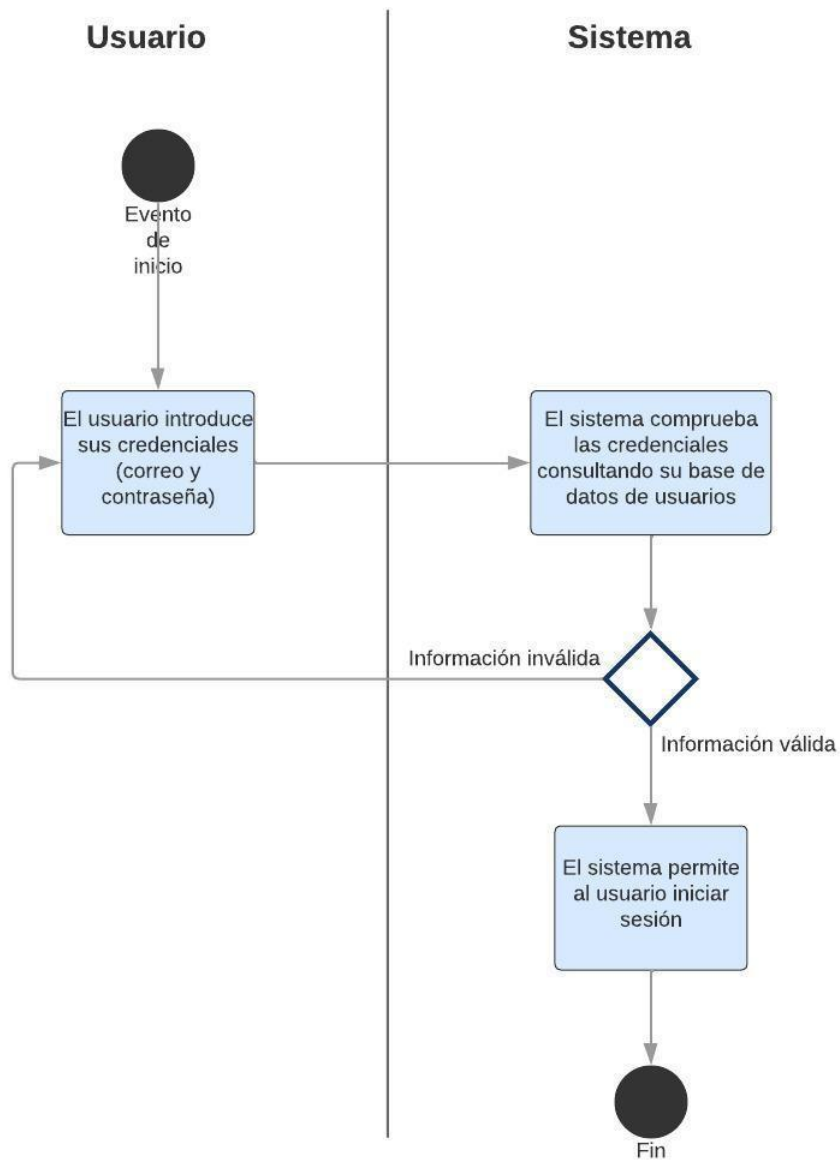 Usuario
Sistema
Evento
de
inicio
El usuario introduce
sus credenciales
(correo y
contraseña)
El sistema comprueba
las credenciales
consultando su base de
datos de usuarios
Información inválida
Información válida
El sistema permite
al usuario iniciar
sesión
Fin